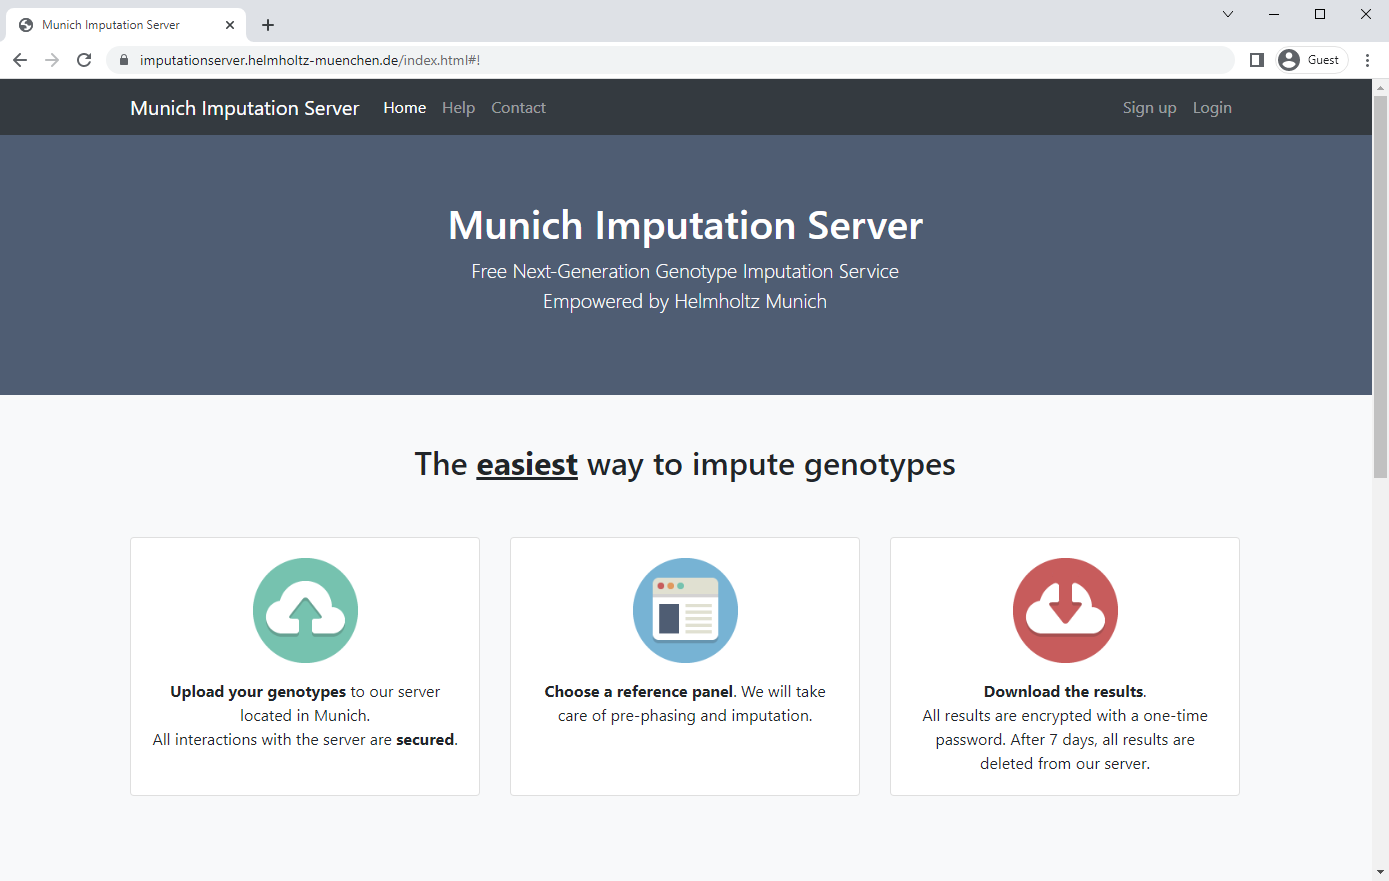 Munich Imputation Server
imputationserver.helmholtz-muenchen.de/index.html#!
Guest
Munich Imputation Server Home Help Contact Sign up Login
Munich Imputation Server
Free Next-Generation Genotype Imputation Service
Empowered by Helmholtz Munich
The easiest way to impute genotypes
Upload your genotypes to our server
located in Munich.
All interactions with the server are secured.
Choose a reference panel. We will take
care of pre-phasing and imputation.
Download the results.
All results are encrypted with a one-time
password. After 7 days, all results are
deleted from our server.